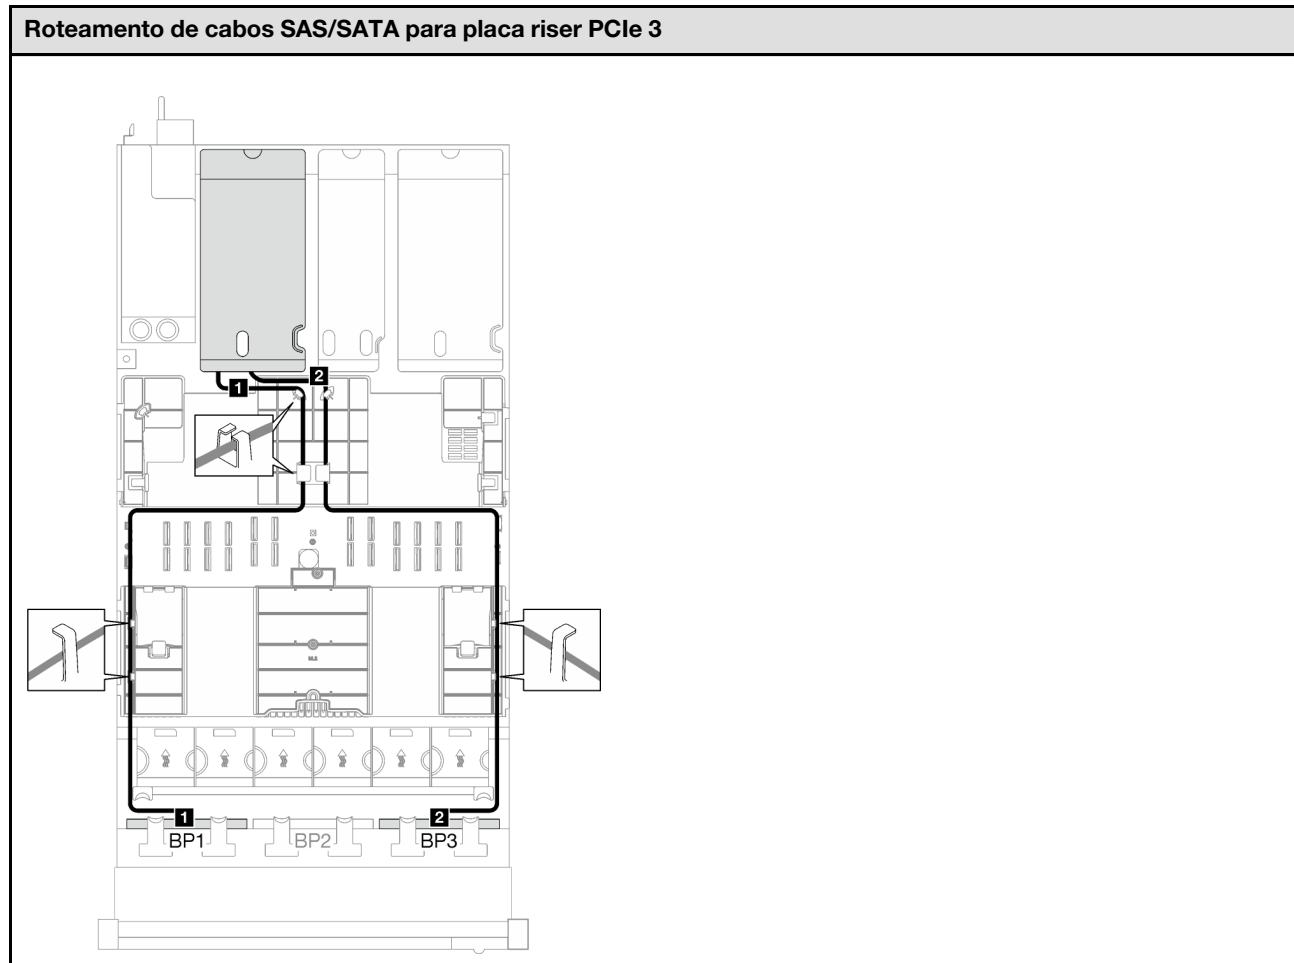 Roteamento de cabos SAS/SATA para placa riser PCIe 3
1
2
1
2
BP1
BP2
BP3